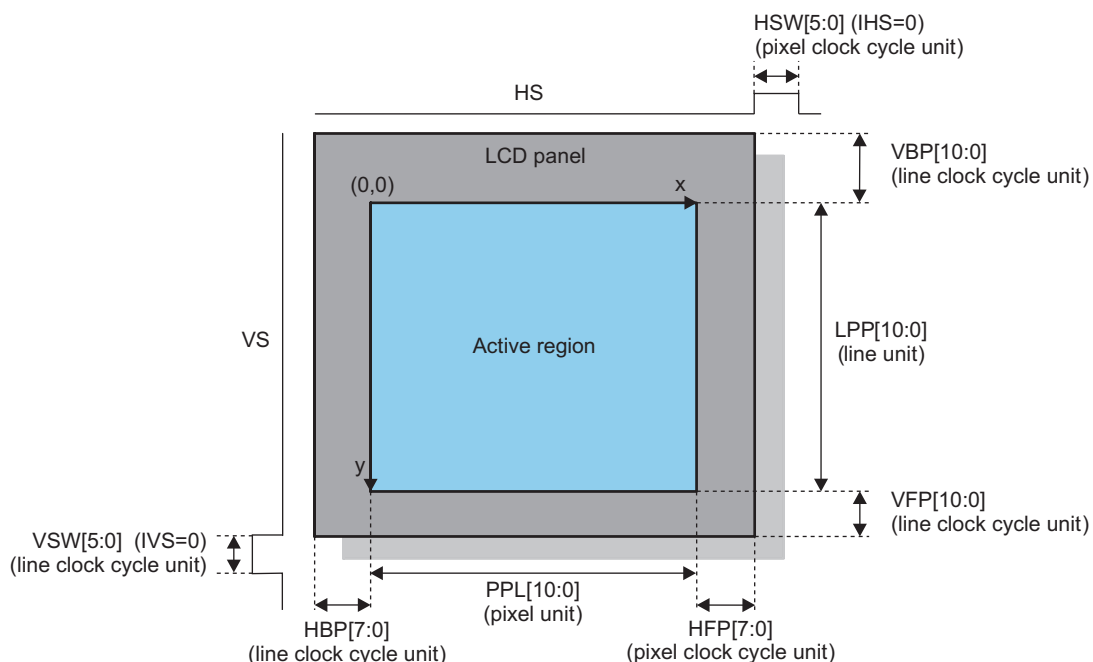 HSW[5:0] (IHS=0)
(pixel clock cycle unit)
HS
LCD panel
VBP[10:0]
(line clock cycle unit)
(0,0)
x
VS
Active region
LPP[10:0]
(line unit)
y
VFP[10:0]
(line clock cycle unit)
VSW[5:0] (IVS=0)
(line clock cycle unit)
PPL[10:0]
(pixel unit)
HBP[7:0]
(line clock cycle unit)
HFP[7:0]
(pixel clock cycle unit)